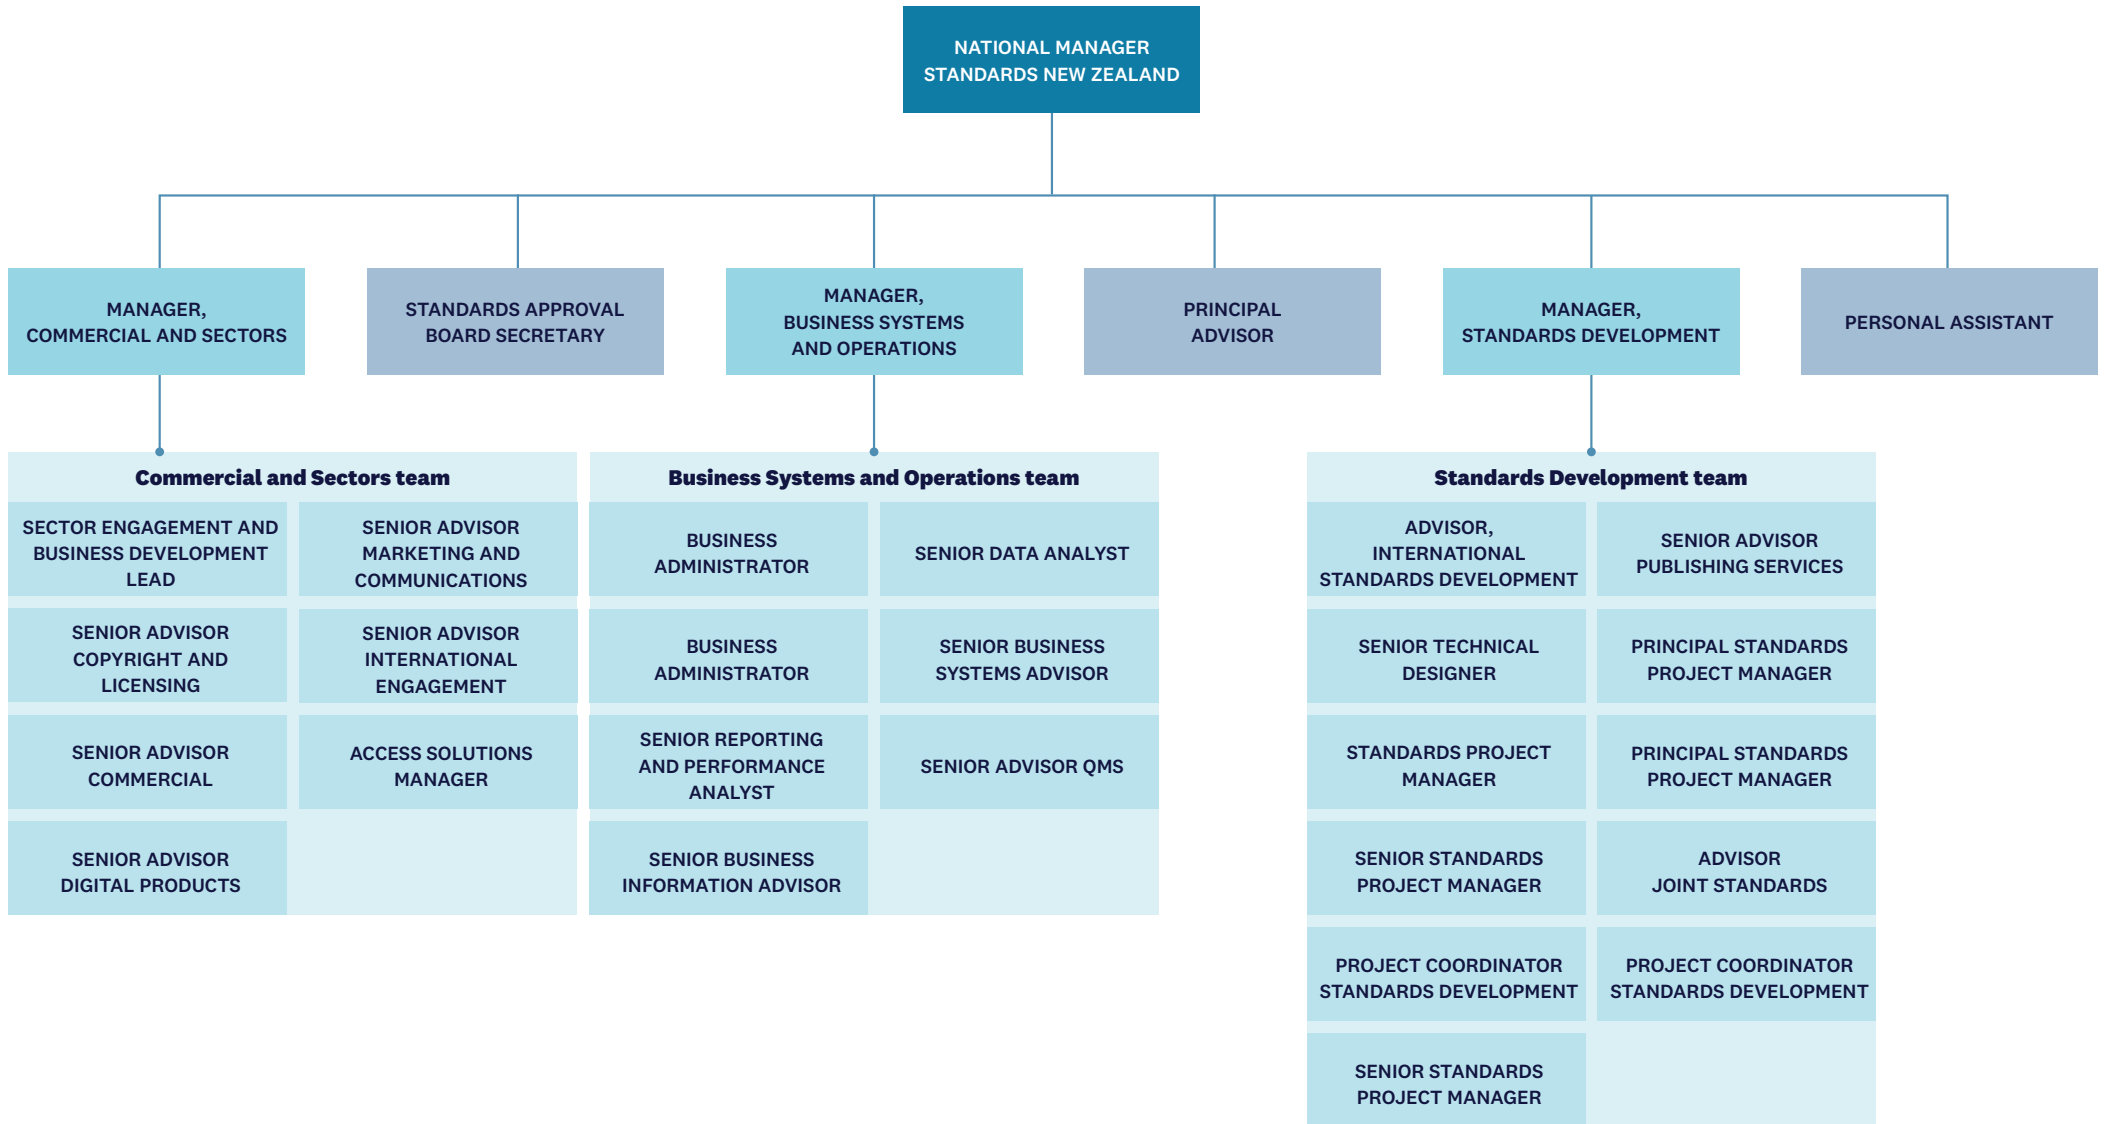 NATIONAL MANAGER
STANDARDS NEW ZEALAND
MANAGER,
COMMERCIAL AND SECTORS
STANDARDS APPROVAL
BOARD SECRETARY
MANAGER,
BUSINESS SYSTEMS
AND OPERATIONS
PRINCIPAL
ADVISOR
MANAGER,
STANDARDS DEVELOPMENT
PERSONAL ASSISTANT
Commercial and Sectors team
SECTOR ENGAGEMENT AND
BUSINESS DEVELOPMENT
LEAD
SENIOR ADVISOR
MARKETING AND
COMMUNICATIONS
SENIOR ADVISOR
COPYRIGHT AND
LICENSING
SENIOR ADVISOR
INTERNATIONAL
ENGAGEMENT
SENIOR ADVISOR
COMMERCIAL
ACCESS SOLUTIONS
MANAGER
SENIOR ADVISOR
DIGITAL PRODUCTS
Business Systems and Operations team
BUSINESS
ADMINISTRATOR
SENIOR DATA ANALYST
BUSINESS
ADMINISTRATOR
SENIOR BUSINESS
SYSTEMS ADVISOR
SENIOR REPORTING
AND PERFORMANCE
ANALYST
SENIOR ADVISOR QMS
SENIOR BUSINESS
INFORMATION ADVISOR
Standards Development team
ADVISOR,
INTERNATIONAL
STANDARDS DEVELOPMENT
SENIOR ADVISOR
PUBLISHING SERVICES
SENIOR TECHNICAL
DESIGNER
PRINCIPAL STANDARDS
PROJECT MANAGER
STANDARDS PROJECT
MANAGER
PRINCIPAL STANDARDS
PROJECT MANAGER
SENIOR STANDARDS
PROJECT MANAGER
ADVISOR
JOINT STANDARDS
PROJECT COORDINATOR
STANDARDS DEVELOPMENT
PROJECT COORDINATOR
STANDARDS DEVELOPMENT
SENIOR STANDARDS
PROJECT MANAGER